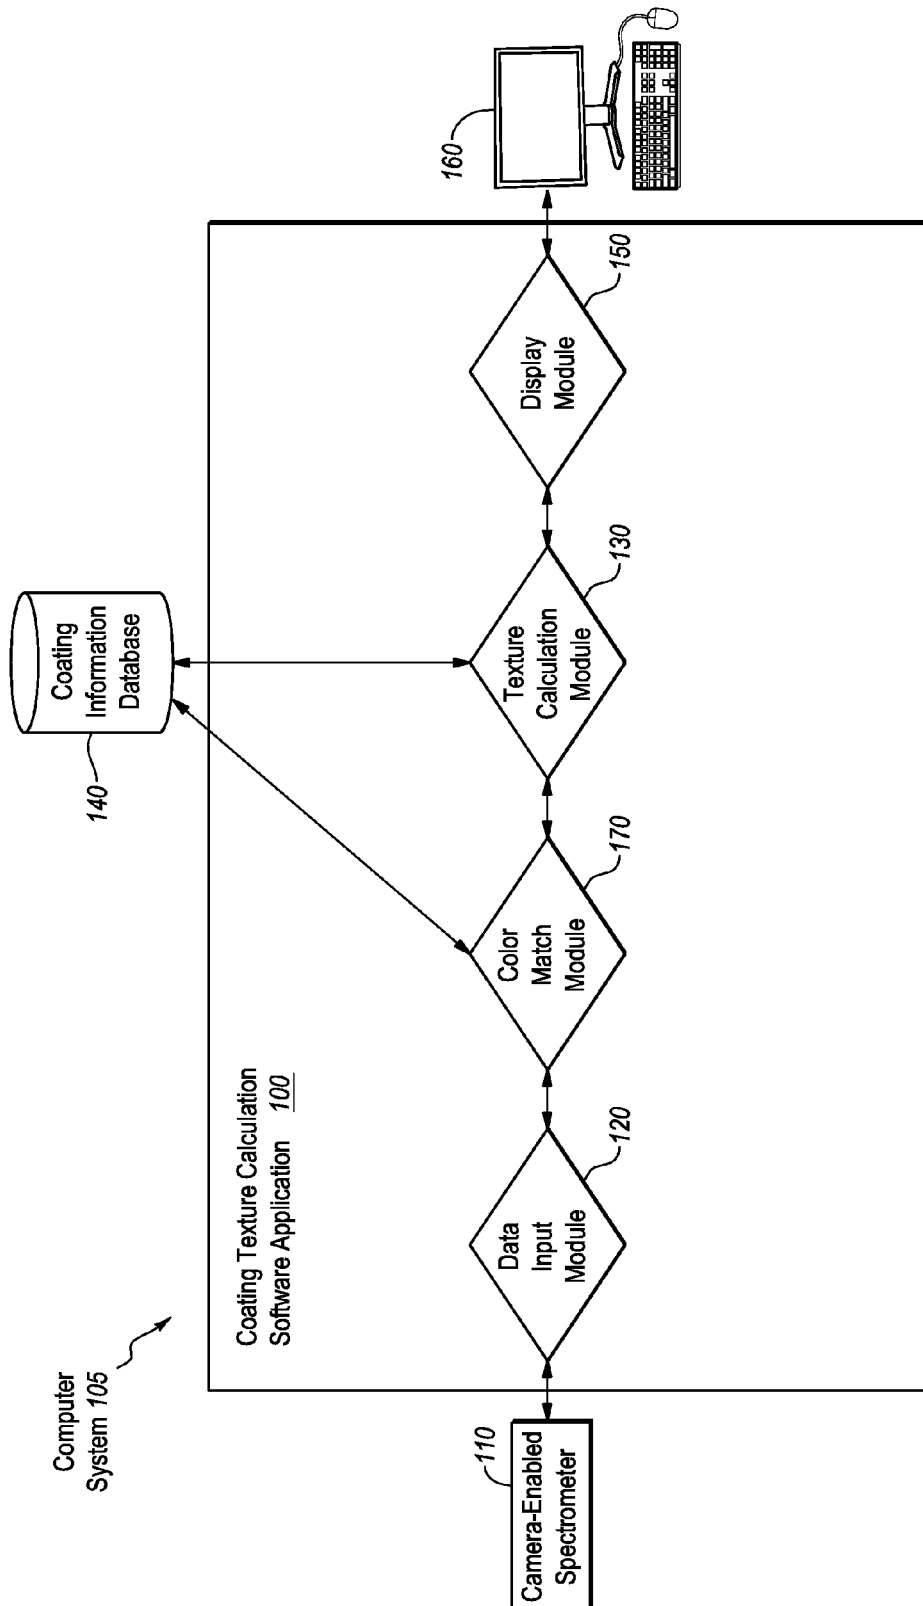 Computer
System 105
140
Coating
Information
Database
Coating Texture Calculation
Software Application 100
110
Camera-Enabled
Spectrometer
Data
Input
Module
120
Color
Match
Module
170
Texture
Calculation
Module
130
Display
Module
150
160